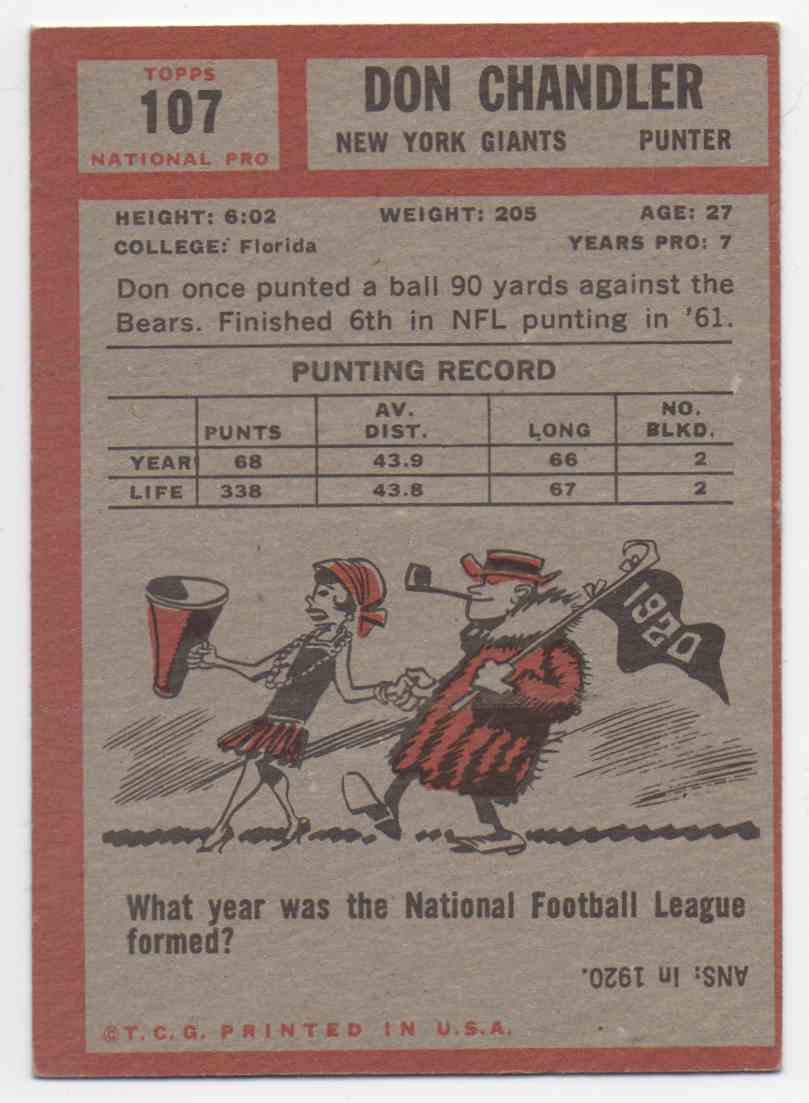 TOPPS
107
NATIONAL PRO
DON CHANDLER
NEW YORK GIANTS PUNTER
HEIGHT: 6:02 WEIGHT: 205 AGE: 27
COLLEGE: Florida YEARS PRO: 7
Don once punted a ball 90 yards against the
Bears. Finished 6th in NFL punting in '61.
PUNTING RECORD
PUNTS AV. DIST. LONG NO. BLKD.
YEAR 68 43.9 66 2
LIFE 338 43.8 67 2
1920
What year was the National Football League
formed?
ANS: in 1920.
©T.C.G. PRINTED IN U.S.A.